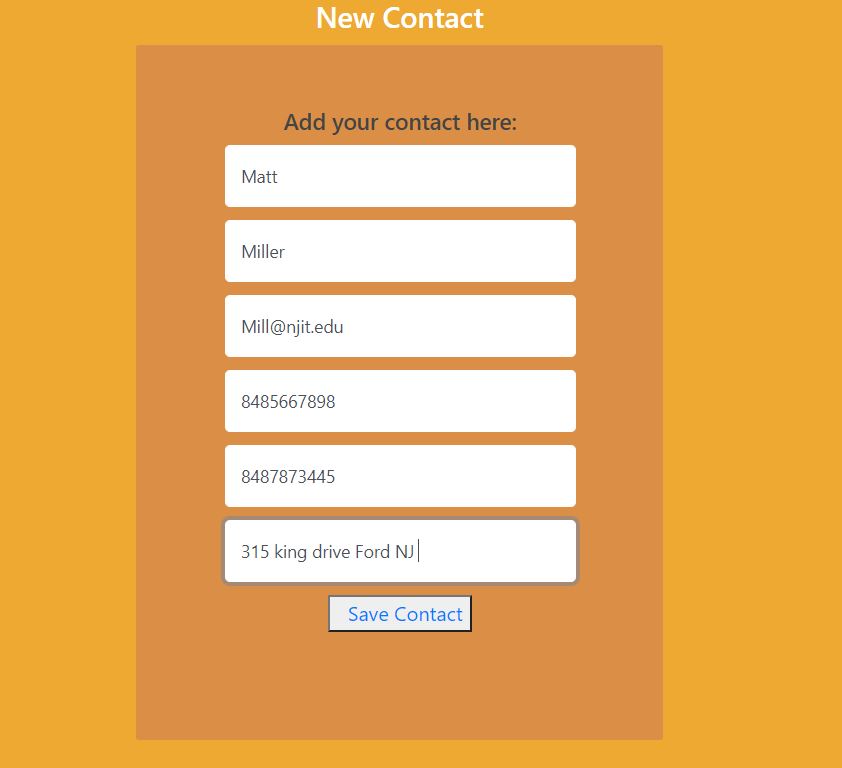 New Contact
Add your contact here:
Matt
Miller
Mill@njit.edu
8485667898
8487873445
315 king drive Ford NJ
Save Contact